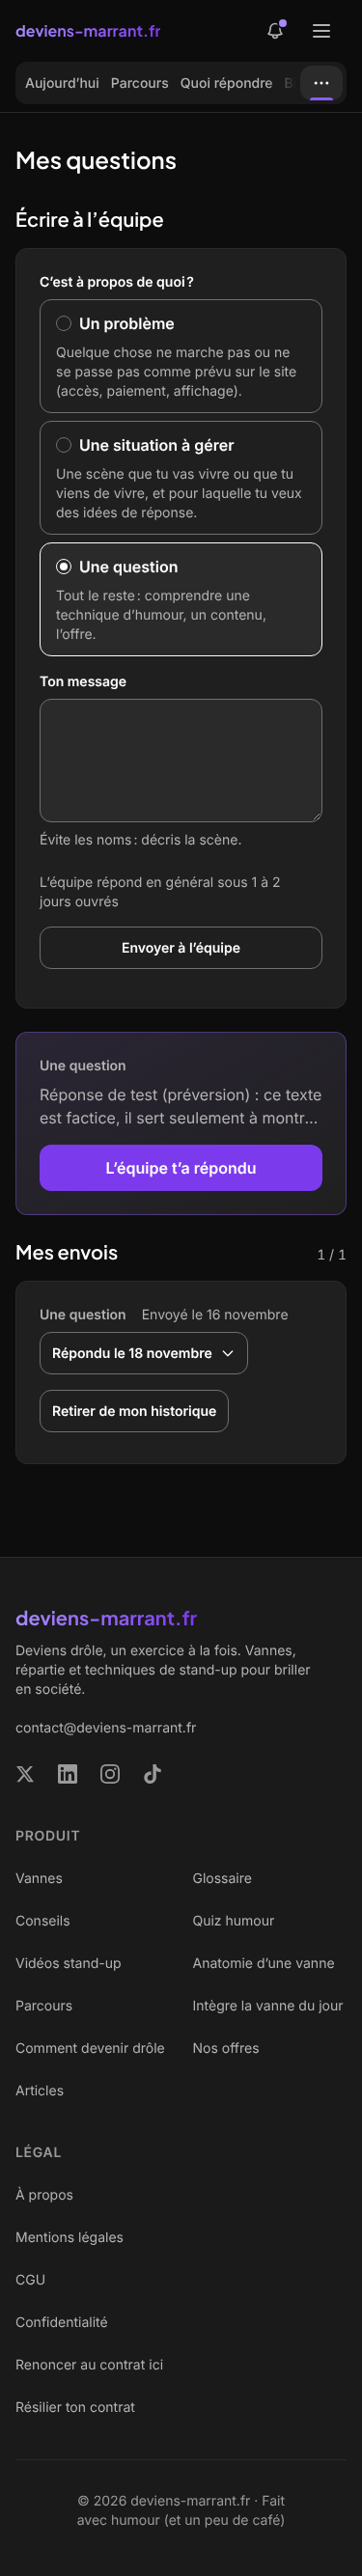 deviens-marrant.fr
Aujourd'hui Parcours Quoi répondre B
Mes questions
Écrire à l’équipe
C’est à propos de quoi ?
Un problème
Quelque chose ne marche pas ou ne
se passe pas comme prévu sur le site
(accès, paiement, affichage).
Une situation à gérer
Une scène que tu vas vivre ou que tu
viens de vivre, et pour laquelle tu veux
des idées de réponse.
Une question
Tout le reste : comprendre une
technique d’humour, un contenu,
l’offre.
Ton message
Évite les noms : décris la scène.
L’équipe répond en général sous 1 à 2
jours ouvrés
Envoyer à l’équipe
Une question
Réponse de test (préversion) : ce texte
est factice, il sert seulement à montr…
L’équipe t’a répondu
Mes envois 1 / 1
Une question Envoyé le 16 novembre
Répondu le 18 novembre
Retirer de mon historique
deviens-marrant.fr
Deviens drôle, un exercice à la fois. Vannes,
répartie et techniques de stand-up pour briller
en société.
contact@deviens-marrant.fr
PRODUIT
Vannes Glossaire
Conseils Quiz humour
Vidéos stand-up Anatomie d’une vanne
Parcours Intègre la vanne du jour
Comment devenir drôle Nos offres
Articles
LÉGAL
À propos
Mentions légales
CGU
Confidentialité
Renoncer au contrat ici
Résilier ton contrat
© 2026 deviens-marrant.fr · Fait
avec humour (et un peu de café)